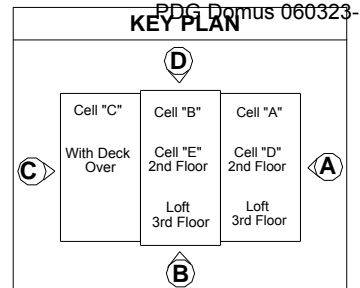 PDG Domus 060323-
KEY PLAN
D
Cell "C"
Cell "B"
Cell "A"
With Deck
Over
Cell "E"
2nd Floor
Cell "D"
2nd Floor
C
A
Loft
3rd Floor
Loft
3rd Floor
B